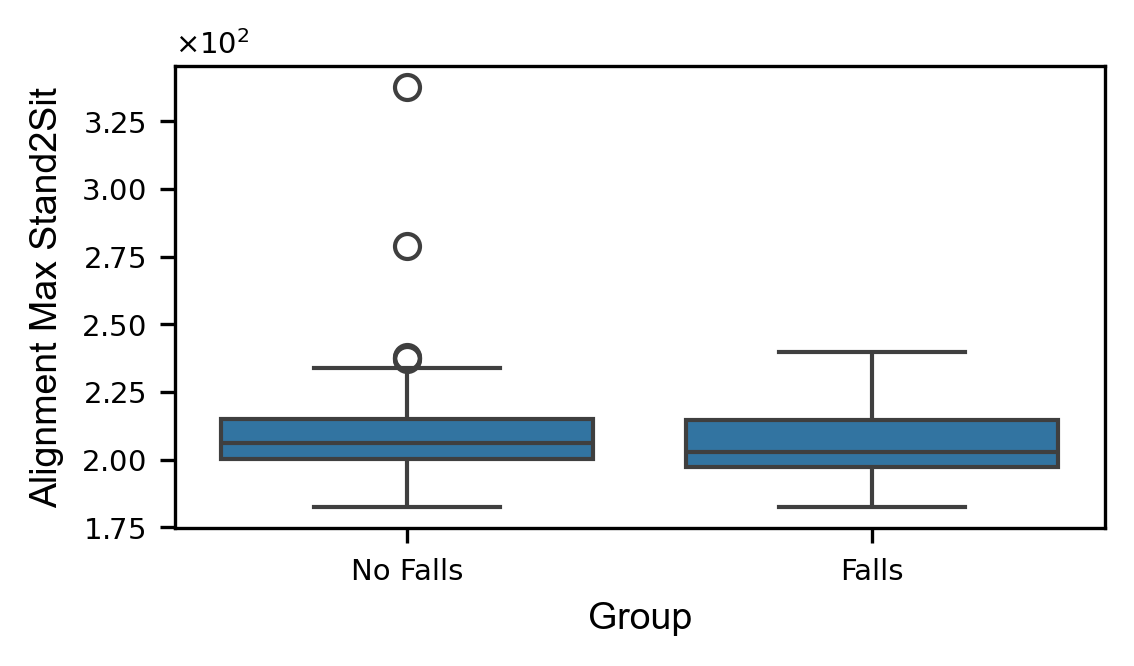 ×10²
Alignment Max Stand2Sit
3.25
3.00
2.75
2.50
2.25
2.00
1.75
No Falls
Falls
Group